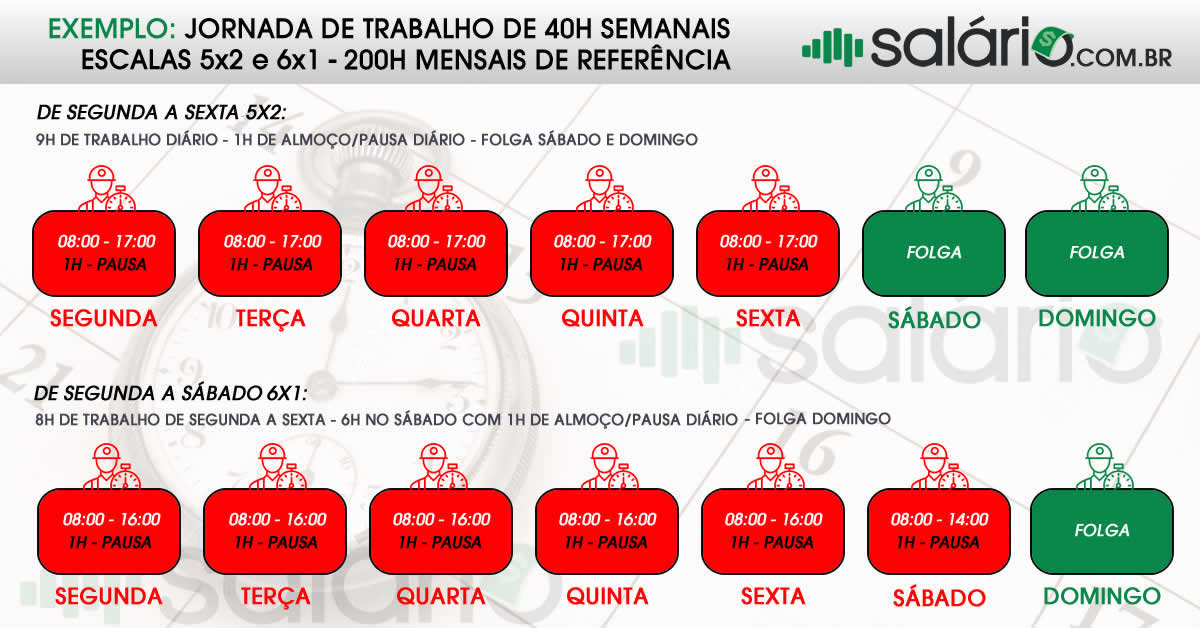 EXEMPLO: JORNADA DE TRABALHO DE 40H SEMANAIS
ESCALAS 5x2 e 6x1 - 200H MENSAIS DE REFERÊNCIA
salário.COM.BR
DE SEGUNDA A SEXTA 5X2:
9H DE TRABALHO DIÁRIO - 1H DE ALMOÇO/PAUSA DIÁRIO - FOLGA SÁBADO E DOMINGO
08:00 - 17:00 08:00 - 17:00 08:00 - 17:00 08:00 - 17:00 08:00 - 17:00
1H - PAUSA 1H - PAUSA 1H - PAUSA 1H - PAUSA 1H - PAUSA
FOLGA FOLGA
SEGUNDA TERÇA QUARTA QUINTA SEXTA SÁBADO DOMINGO
salário
DE SEGUNDA A SÁBADO 6X1:
8H DE TRABALHO DE SEGUNDA A SEXTA - 6H NO SÁBADO COM 1H DE ALMOÇO/PAUSA DIÁRIO - FOLGA DOMINGO
08:00 - 16:00 08:00 - 16:00 08:00 - 16:00 08:00 - 16:00 08:00 - 16:00 08:00 - 14:00
1H - PAUSA 1H - PAUSA 1H - PAUSA 1H - PAUSA 1H - PAUSA 1H - PAUSA
FOLGA
SEGUNDA TERÇA QUARTA QUINTA SEXTA SÁBADO DOMINGO
salário
14
9
21
16